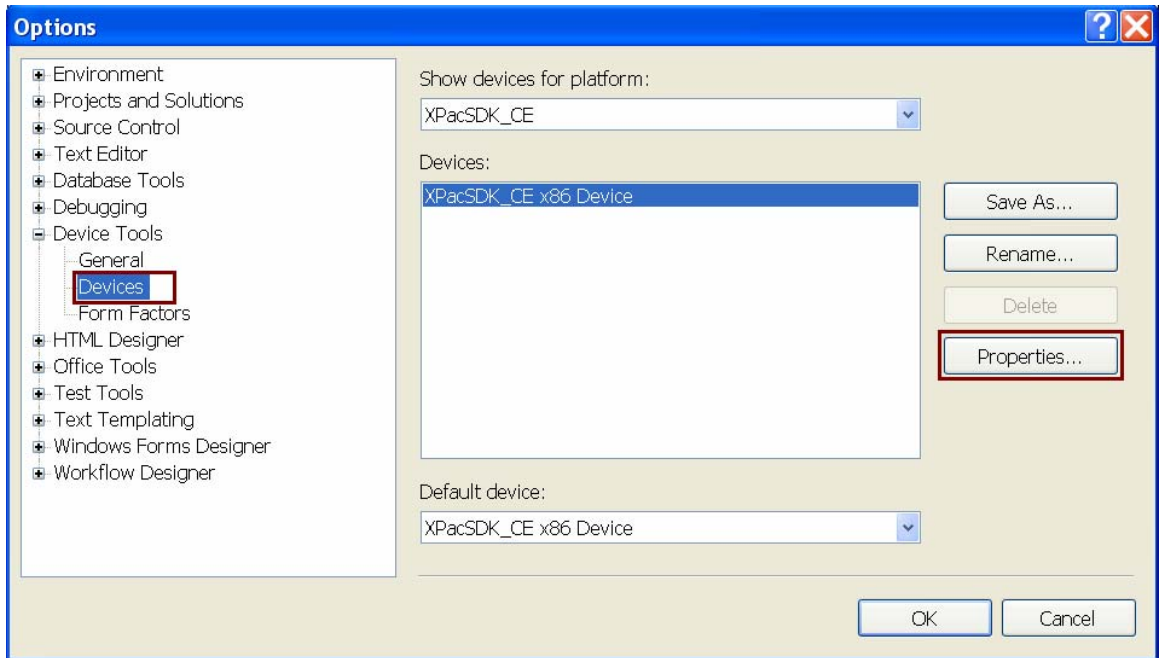 Options
Environment
Projects and Solutions
Source Control
Text Editor
Database Tools
Debugging
Device Tools
General
Devices
Form Factors
HTML Designer
Office Tools
Test Tools
Text Templating
Windows Forms Designer
Workflow Designer
Show devices for platform:
XPacSDK_CE
Devices:
XPacSDK_CE x86 Device
Save As...
Rename...
Delete
Properties...
Default device:
XPacSDK_CE x86 Device
OK
Cancel